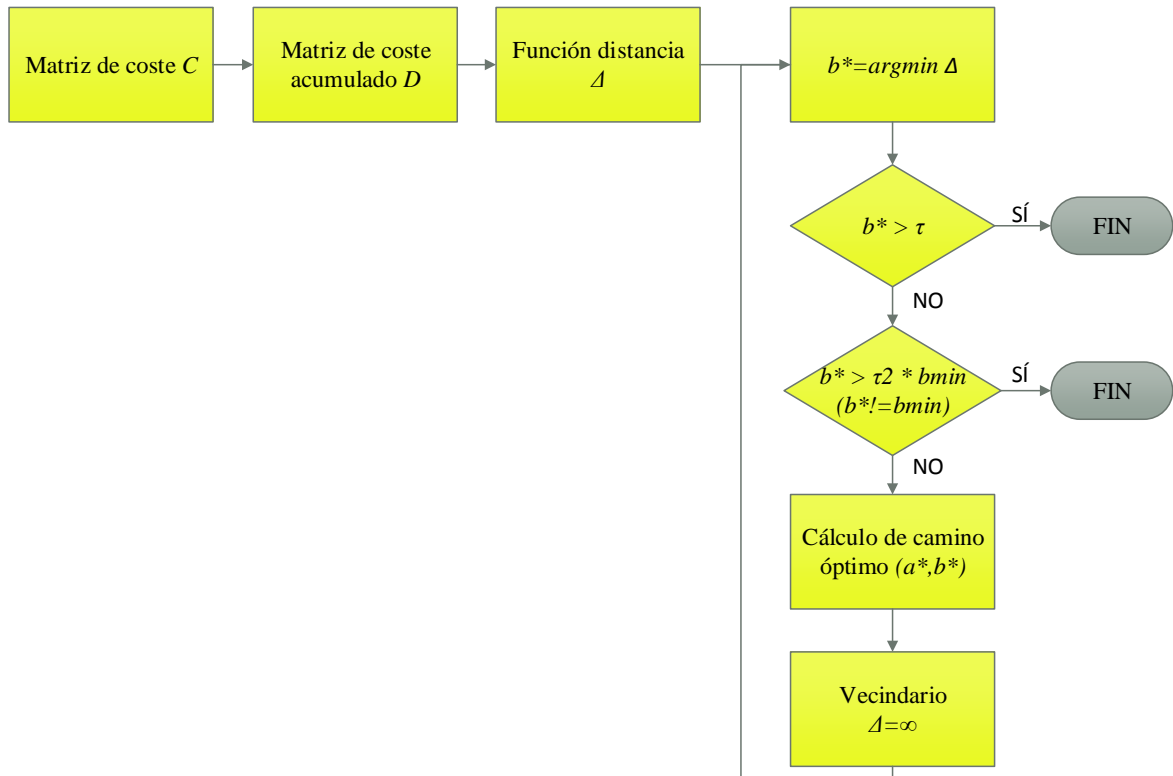 Matriz de coste C
Matriz de coste
acumulado D
Función distancia
Δ
b*=argmin Δ
b* > τ
SÍ
FIN
NO
b* > τ2 * bmin
(b*!=bmin)
SÍ
FIN
NO
Cálculo de camino
óptimo (a*,b*)
Vecindario
Δ=∞